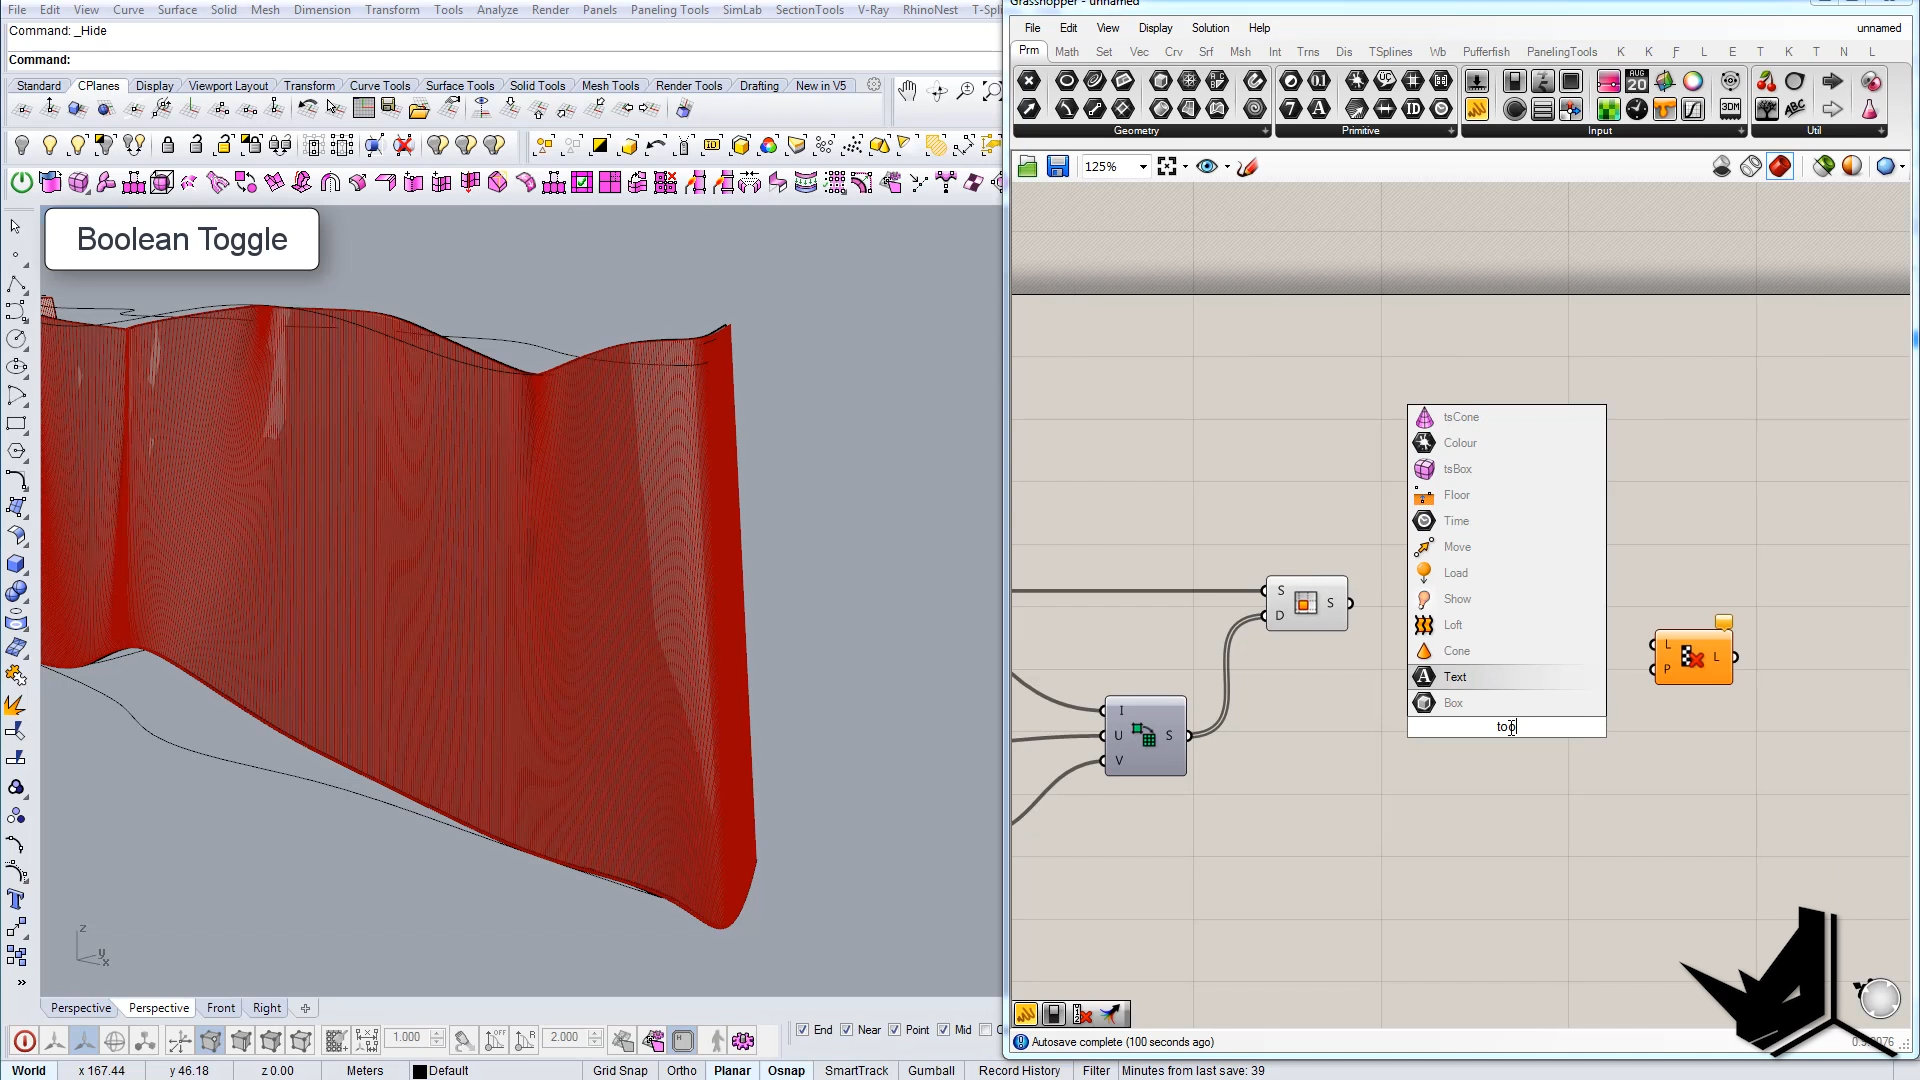 File Edit View Curve Surface Solid Mesh Dimension Transform Tools Analyze Render Panels Paneling Tools SimLab SectionTools V-Ray RhinoNest T-Spli
Command: _Hide
Command:
Standard CPlanes Display Viewport Layout Transform Curve Tools Surface Tools Solid Tools Mesh Tools Render Tools Drafting New in V5
Boolean Toggle
z
y
x
Perspective Perspective Front Right
1.000 2.000 End Near Point Mid
World x 167.44 y 46.18 z 0.00 Meters Default Grid Snap Ortho Planar Osnap SmartTrack Gumball Record History Filter Minutes from last save: 39
Grasshopper - unnamed
File Edit View Display Solution Help unnamed
Prm Math Set Vec Crv Srf Msh Int Trns Dis TSplines Wb Pufferfish PanelingTools K K F L E T K T N L
Geometry Primitive Input Util
125%
tsCone
Colour
tsBox
Floor
Time
Move
Load
Show
Loft
Cone
Text
Box
too
S
D
S
I
U
V
S
L
P
L
Autosave complete (100 seconds ago)